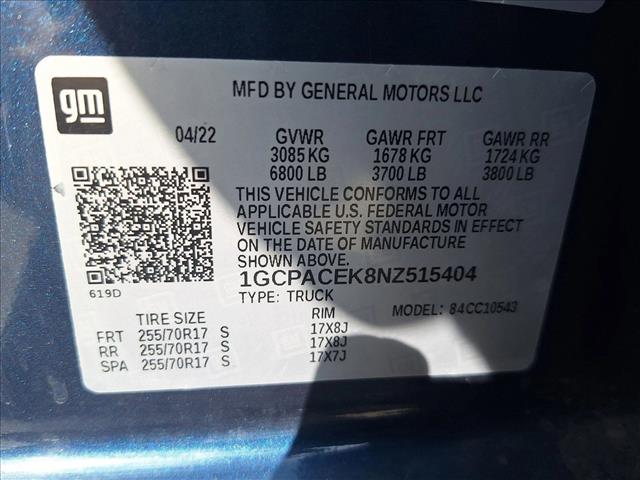 gm
MFD BY GENERAL MOTORS LLC
04/22 GVWR GAWR FRT GAWR RR
3085 KG 1678 KG 1724 KG
6800 LB 3700 LB 3800 LB
THIS VEHICLE CONFORMS TO ALL
APPLICABLE U.S. FEDERAL MOTOR
VEHICLE SAFETY STANDARDS IN EFFECT
ON THE DATE OF MANUFACTURE
SHOWN ABOVE.
1GCPACEK8NZ515404
619D
TYPE: TRUCK MODEL: 84CC10543
TIRE SIZE RIM
FRT 255/70R17 S 17X8J
RR 255/70R17 S 17X8J
SPA 255/70R17 S 17X7J